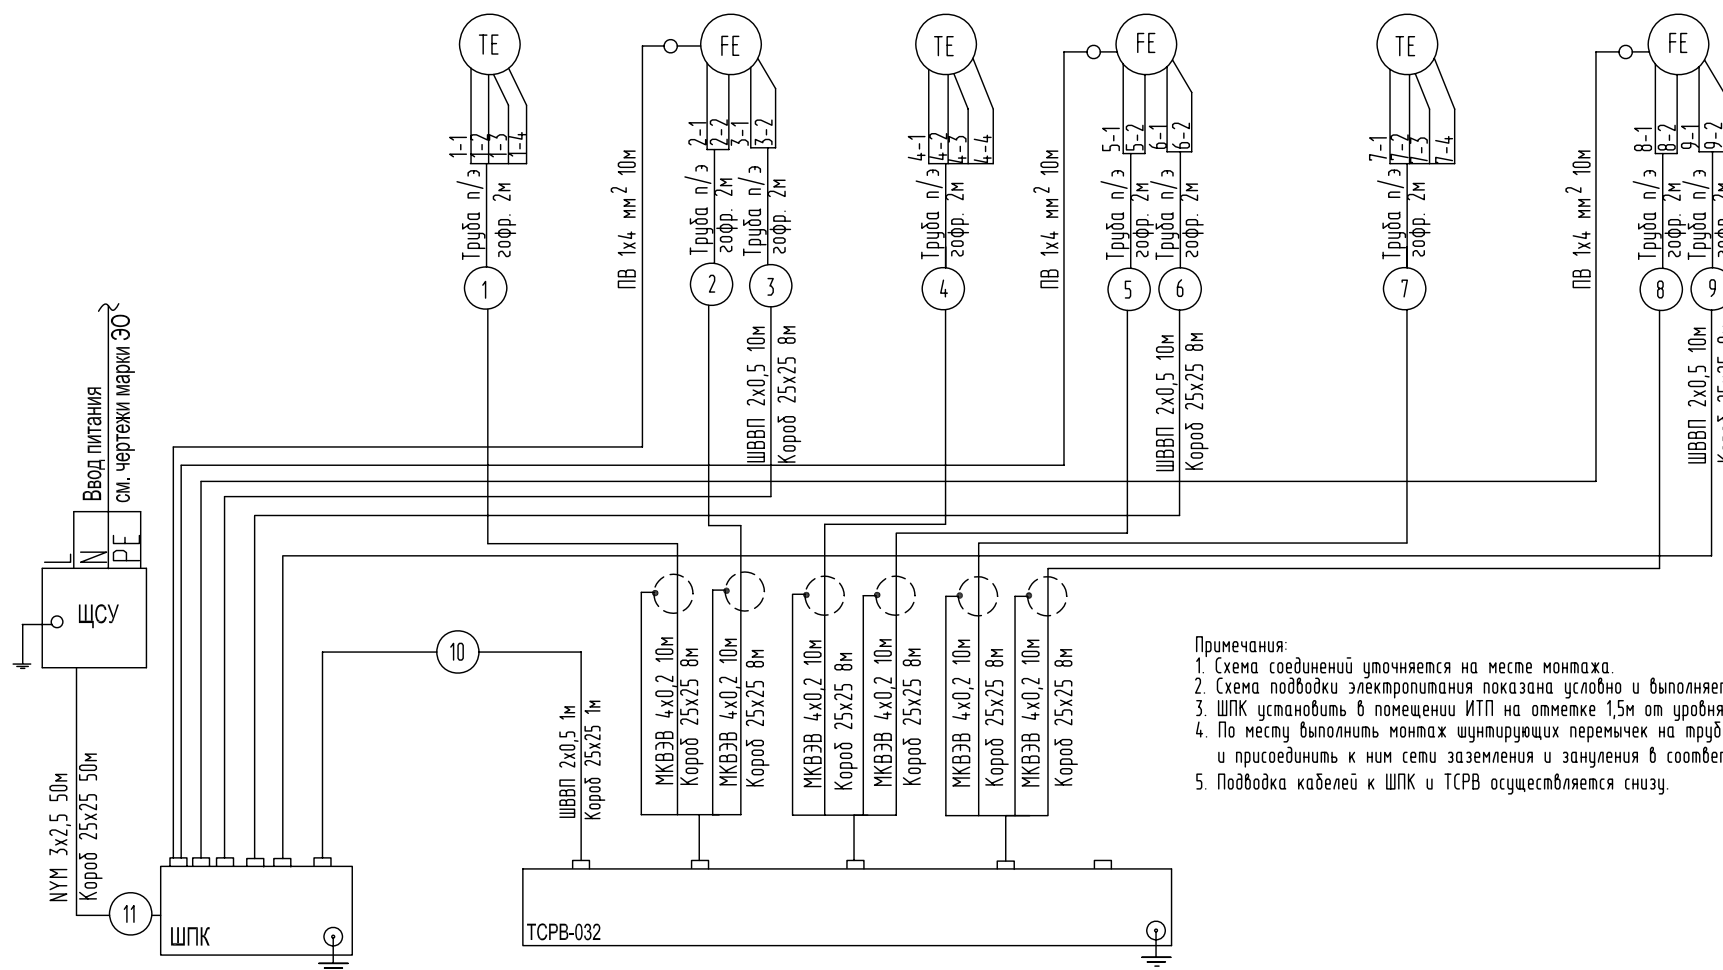 TE
FE
TE
FE
TE
FE
1-1
1-2
1-3
1-4
2-1
2-2
3-1
3-2
4-1
4-2
4-3
4-4
5-1
5-2
6-1
6-2
7-1
7-2
7-3
7-4
8-1
8-2
9-1
9-2
Труба п/э
гофр. 2м
ПВ 1х4 мм² 10м
Труба п/э
гофр. 2м
Труба п/э
гофр. 2м
Труба п/э
гофр. 2м
ПВ 1х4 мм² 10м
Труба п/э
гофр. 2м
Труба п/э
гофр. 2м
Труба п/э
гофр. 2м
ПВ 1х4 мм² 10м
Труба п/э
гофр. 2м
Труба п/э
гофр. 2м
1
2
3
4
5
6
7
8
9
ШВВП 2х0,5 10м
Короб 25х25 8м
ШВВП 2х0,5 10м
Короб 25х25 8м
ШВВП 2х0,5 10м
Ввод питания
см. чертежи марки ЭО
L
N
PE
ЩСУ
10
ШВВП 2х0,5 1м
Короб 25х25 1м
МКВЭВ 4х0,2 10м
Короб 25х25 8м
МКВЭВ 4х0,2 10м
Короб 25х25 8м
МКВЭВ 4х0,2 10м
Короб 25х25 8м
МКВЭВ 4х0,2 10м
Короб 25х25 8м
МКВЭВ 4х0,2 10м
Короб 25х25 8м
МКВЭВ 4х0,2 10м
Короб 25х25 8м
Примечания:
1. Схема соединений уточняется на месте монтажа.
2. Схема подводки электропитания показана условно и выполняет
3. ШПК установить в помещении ИТП на отметке 1,5м от уровня
4. По месту выполнить монтаж шунтирующих перемычек на труб
и присоединить к ним сети заземления и зануления в соответ
5. Подводка кабелей к ШПК и ТСРВ осуществляется снизу.
NYM 3х2,5 50м
Короб 25х25 50м
11
ШПК
ТСРВ-032